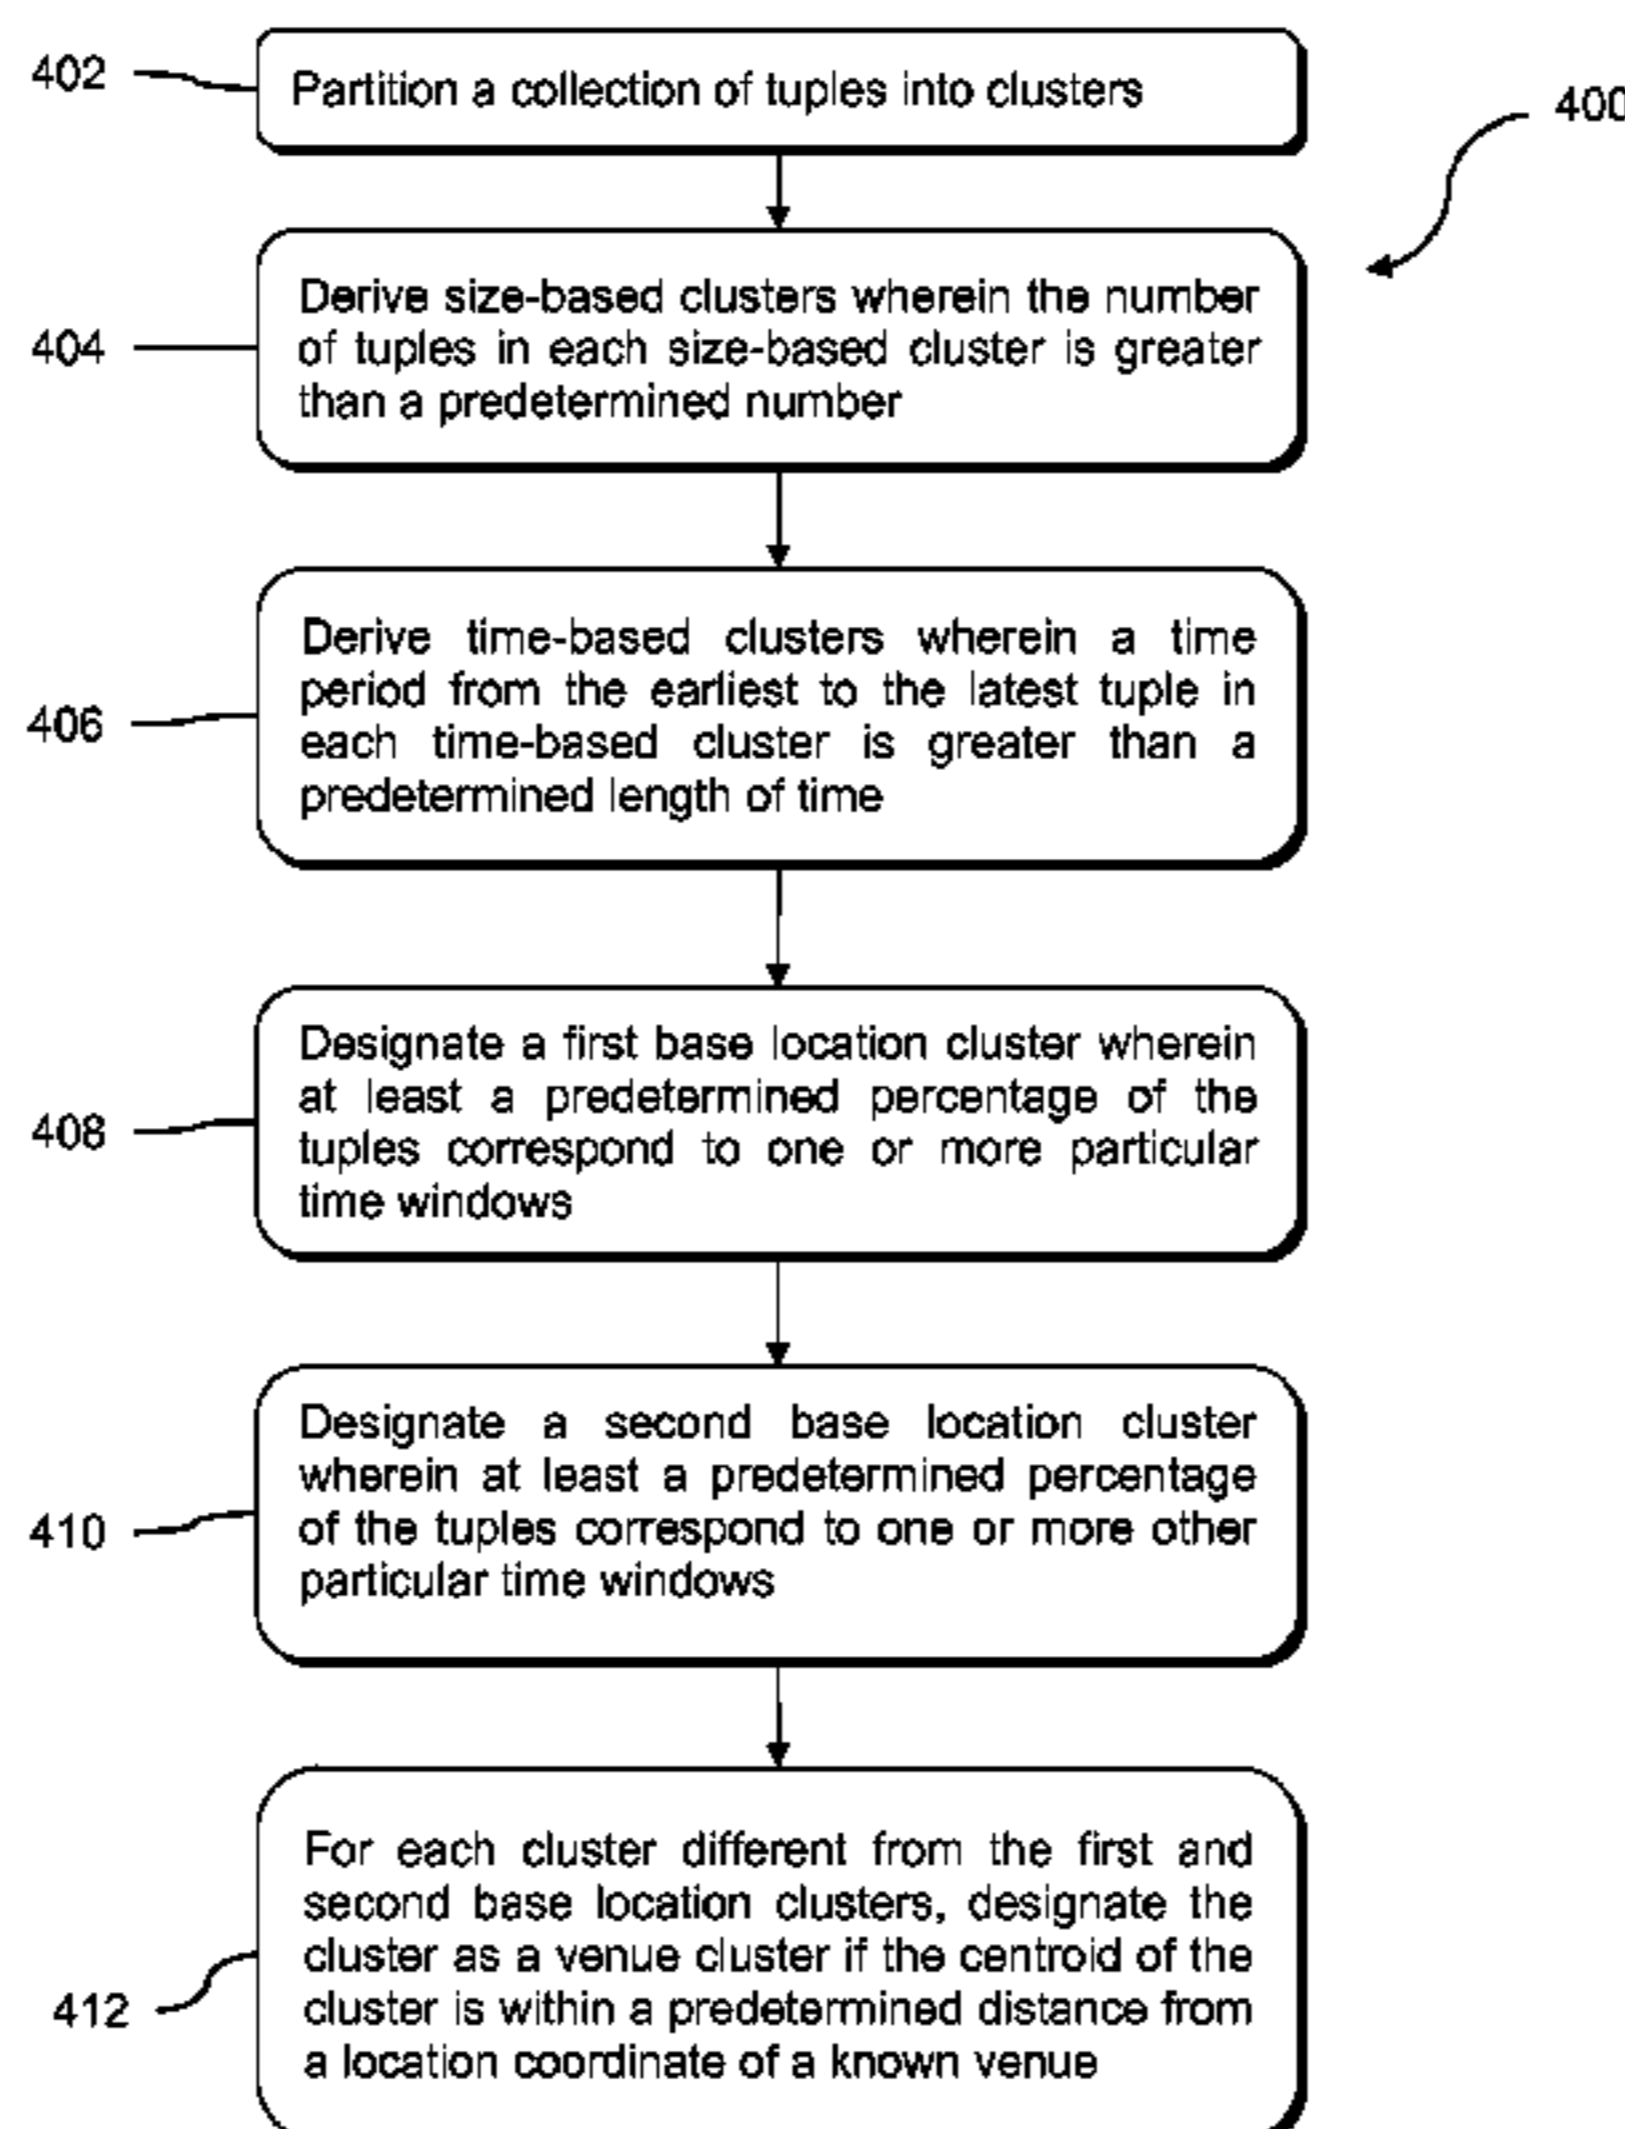 402
Partition a collection of tuples into clusters
400
404
Derive size-based clusters wherein the number
of tuples in each size-based cluster is greater
than a predetermined number
406
Derive time-based clusters wherein a time
period from the earliest to the latest tuple in
each time-based cluster is greater than a
predetermined length of time
408
Designate a first base location cluster wherein
at least a predetermined percentage of the
tuples correspond to one or more particular
time windows
410
Designate a second base location cluster
wherein at least a predetermined percentage
of the tuples correspond to one or more other
particular time windows
412
For each cluster different from the first and
second base location clusters, designate the
cluster as a venue cluster if the centroid of the
cluster is within a predetermined distance from
a location coordinate of a known venue